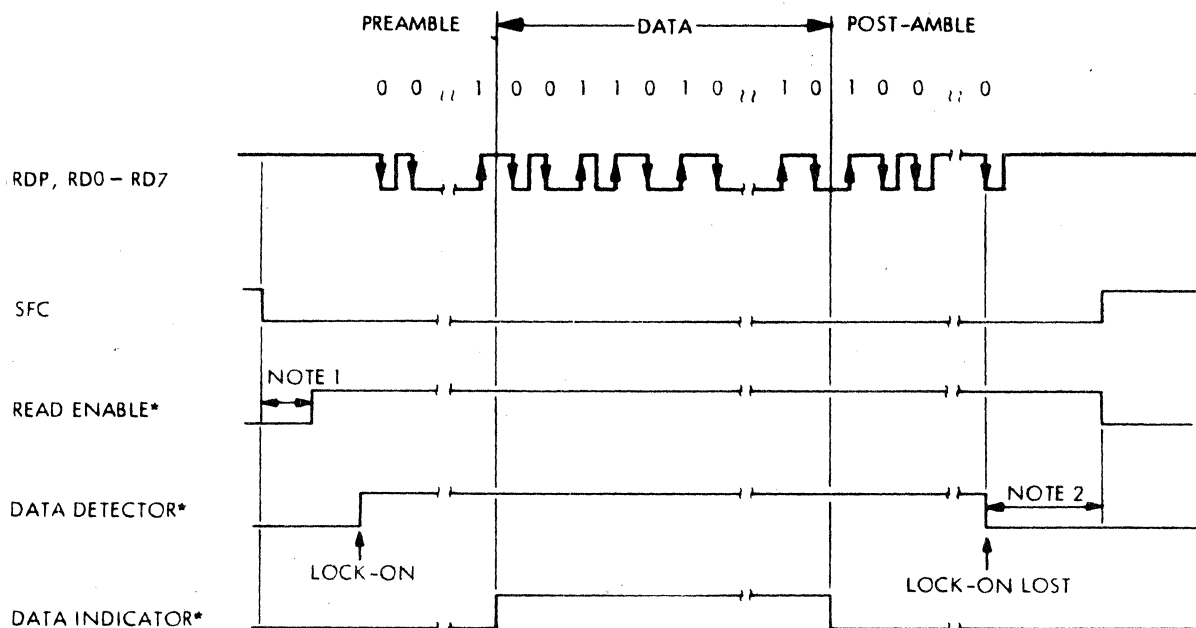 PREAMBLE DATA POST-AMBLE
0 0 1 0 0 1 1 0 1 0 1 0 1 0 0 0
RDP, RD0 – RD7
SFC
NOTE 1
READ ENABLE*
NOTE 2
DATA DETECTOR*
LOCK-ON
LOCK-ON LOST
DATA INDICATOR*